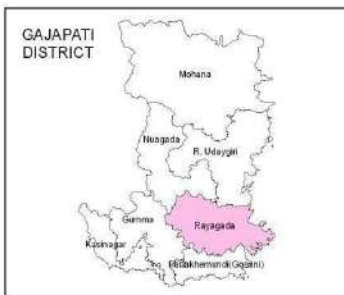 GAJAPATI
DISTRICT
Mohana
Nuagada
R. Udaygiri
Gumma
Rayagada
Kasinagar
(Gosani)